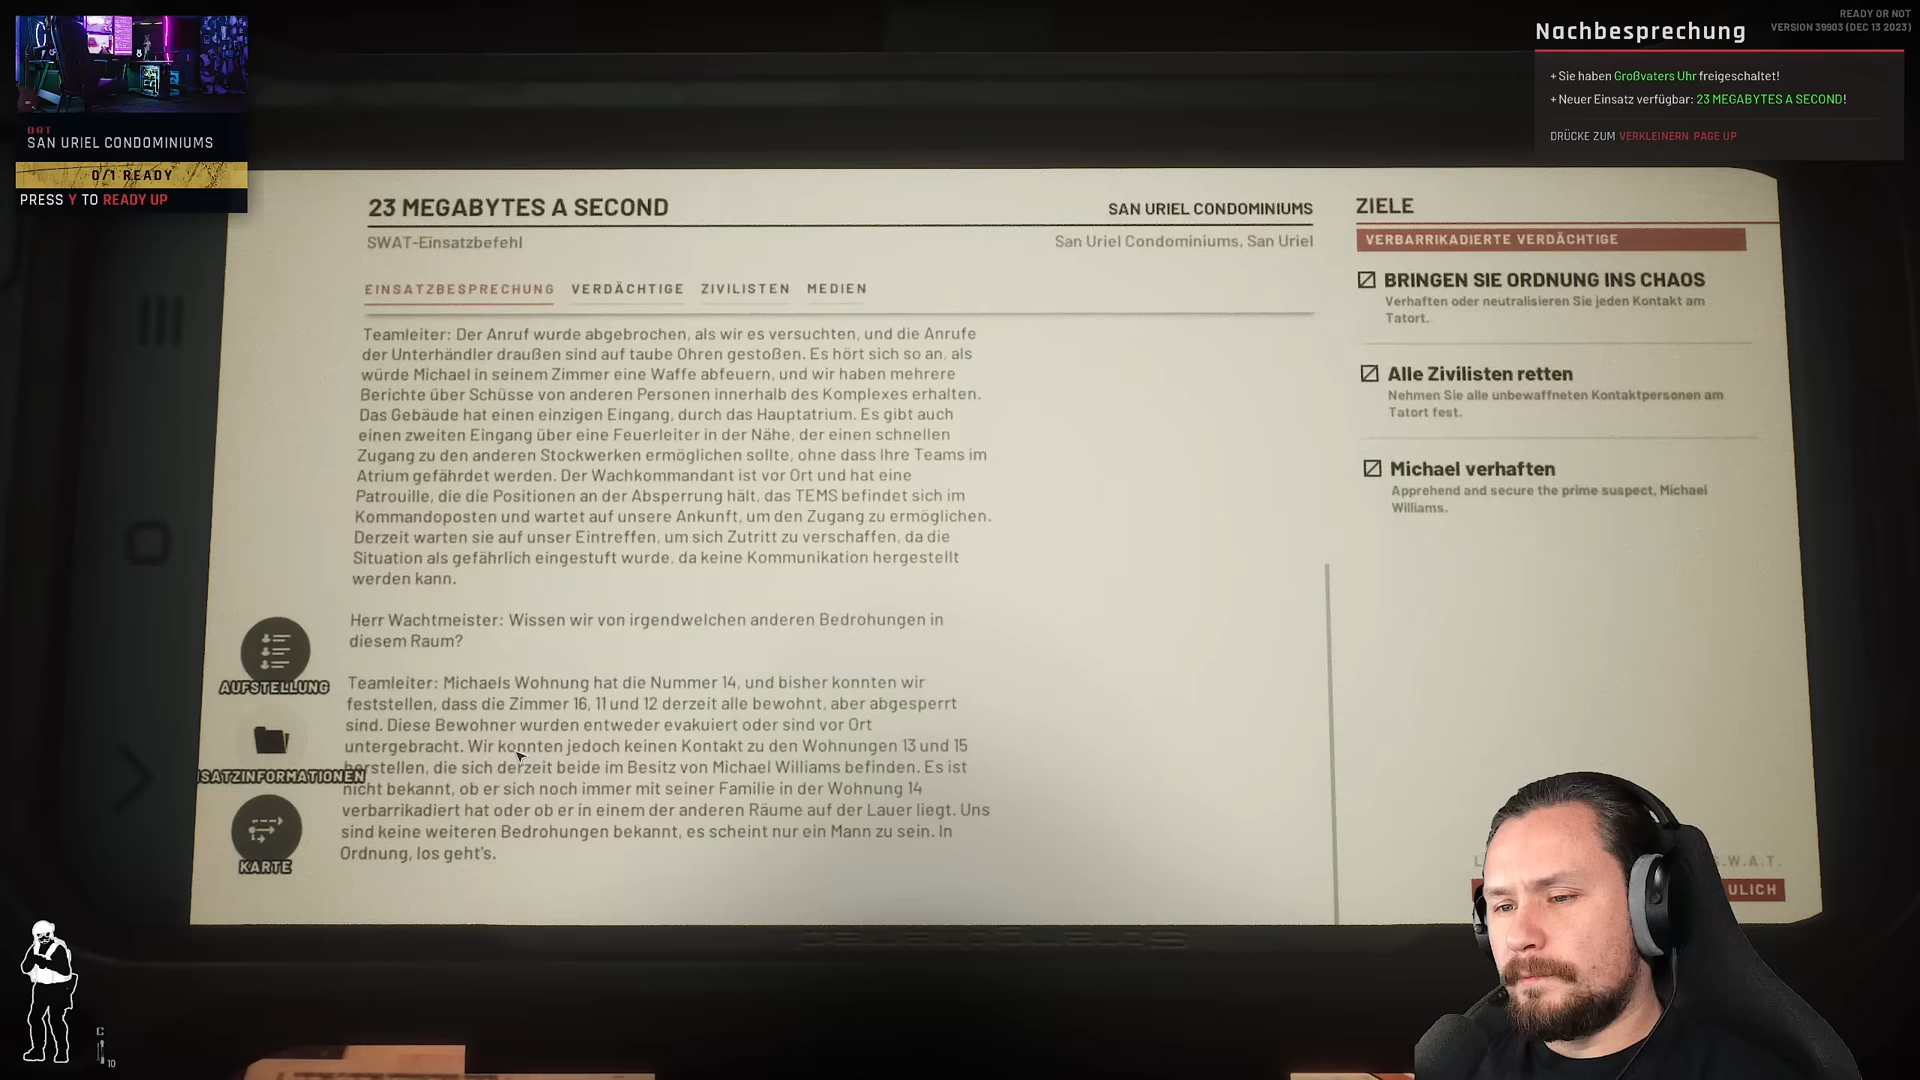 READY OR NOT
VERSION 39903 (DEC 13 2023)
Nachbesprechung
+ Sie haben Großvaters Uhr freigeschaltet!
+ Neuer Einsatz verfügbar: 23 MEGABYTES A SECOND!
DRÜCKE ZUM VERKLEINERN PAGE UP
ORT
SAN URIEL CONDOMINIUMS
0/1 READY
PRESS Y TO READY UP
23 MEGABYTES A SECOND
SAN URIEL CONDOMINIUMS
SWAT-Einsatzbefehl
San Uriel Condominiums, San Uriel
EINSATZBESPRECHUNG VERDÄCHTIGE ZIVILISTEN MEDIEN
Teamleiter: Der Anruf wurde abgebrochen, als wir es versuchten, und die Anrufe
der Unterhändler draußen sind auf taube Ohren gestoßen. Es hört sich so an, als
würde Michael in seinem Zimmer eine Waffe abfeuern, und wir haben mehrere
Berichte über Schüsse von anderen Personen innerhalb des Komplexes erhalten.
Das Gebäude hat einen einzigen Eingang, durch das Hauptatrium. Es gibt auch
einen zweiten Eingang über eine Feuerleiter in der Nähe, der einen schnellen
Zugang zu den anderen Stockwerken ermöglichen sollte, ohne dass Ihre Teams im
Atrium gefährdet werden. Der Wachkommandant ist vor Ort und hat eine
Patrouille, die die Positionen an der Absperrung hält, das TEMS befindet sich im
Kommandoposten und wartet auf unsere Ankunft, um den Zugang zu ermöglichen.
Derzeit warten sie auf unser Eintreffen, um sich Zutritt zu verschaffen, da die
Situation als gefährlich eingestuft wurde, da keine Kommunikation hergestellt
werden kann.
Herr Wachtmeister: Wissen wir von irgendwelchen anderen Bedrohungen in
diesem Raum?
Teamleiter: Michaels Wohnung hat die Nummer 14, und bisher konnten wir
feststellen, dass die Zimmer 16, 11 und 12 derzeit alle bewohnt, aber abgesperrt
sind. Diese Bewohner wurden entweder evakuiert oder sind vor Ort
untergebracht. Wir konnten jedoch keinen Kontakt zu den Wohnungen 13 und 15
herstellen, die sich derzeit beide im Besitz von Michael Williams befinden. Es ist
nicht bekannt, ob er sich noch immer mit seiner Familie in der Wohnung 14
verbarrikadiert hat oder ob er in einem der anderen Räume auf der Lauer liegt. Uns
sind keine weiteren Bedrohungen bekannt, es scheint nur ein Mann zu sein. In
Ordnung, los geht's.
AUFSTELLUNG
SATZINFORMATIONEN
KARTE
ZIELE
VERBARRIKADIERTE VERDÄCHTIGE
BRINGEN SIE ORDNUNG INS CHAOS
Verhaften oder neutralisieren Sie jeden Kontakt am
Tatort.
Alle Zivilisten retten
Nehmen Sie alle unbewaffneten Kontaktpersonen am
Tatort fest.
Michael verhaften
Apprehend and secure the prime suspect, Michael
Williams.
.W.A.T.
ULICH
C
10